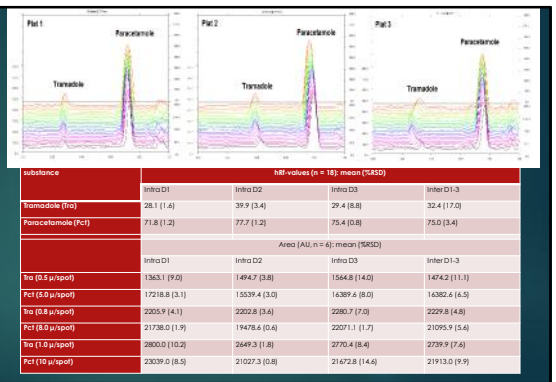 Plat 1
Paracetamole
Tramadole
Plat 2
Paracetamole
Tramadole
Plat 3
Paracetamole
Tramadole
substance hRf-values (n = 18): mean (%RSD)
Intra D1 Intra D2 Intra D3 Inter D1-3
Tramadole (Tra) 28.1 (1.6) 39.9 (3.4) 29.4 (8.8) 32.4 (17.0)
Paracetamole (Pct) 71.8 (1.2) 77.7 (1.2) 75.4 (0.8) 75.0 (3.4)
Area (AU, n = 6): mean (%RSD)
Intra D1 Intra D2 Intra D3 Inter D1-3
Tra (0.5 µ/spot) 1363.1 (9.0) 1494.7 (3.8) 1564.8 (14.0) 1474.2 (11.1)
Pct (5.0 µ/spot) 17218.8 (3.1) 15539.4 (3.0) 16389.6 (8.0) 16382.6 (6.5)
Tra (0.8 µ/spot) 2205.9 (4.1) 2202.8 (3.6) 2280.7 (7.0) 2229.8 (4.8)
Pct (8.0 µ/spot) 21738.0 (1.9) 19478.6 (0.6) 22071.1 (1.7) 21095.9 (5.6)
Tra (1.0 µ/spot) 2800.0 (10.2) 2649.3 (1.8) 2770.4 (8.4) 2739.9 (7.6)
Pct (10 µ/spot) 23039.0 (8.5) 21027.3 (0.8) 21672.8 (14.6) 21913.0 (9.9)